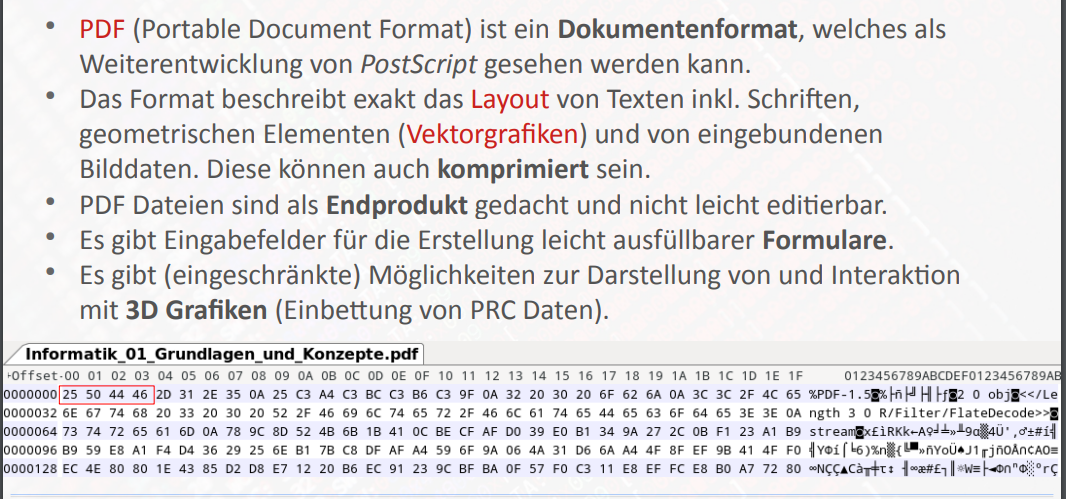 • PDF (Portable Document Format) ist ein Dokumentenformat, welches als
Weiterentwicklung von PostScript gesehen werden kann.
• Das Format beschreibt exakt das Layout von Texten inkl. Schriften,
geometrischen Elementen (Vektorgrafiken) und von eingebundenen
Bilddaten. Diese können auch komprimiert sein.
• PDF Dateien sind als Endprodukt gedacht und nicht leicht editierbar.
• Es gibt Eingabefelder für die Erstellung leicht ausfüllbarer Formulare.
• Es gibt (eingeschränkte) Möglichkeiten zur Darstellung von und Interaktion
mit 3D Grafiken (Einbettung von PRC Daten).
Informatik_01_Grundlagen_und_Konzepte.pdf
Offset 00 01 02 03 04 05 06 07 08 09 0A 0B 0C 0D 0E 0F 10 11 12 13 14 15 16 17 18 19 1A 1B 1C 1D 1E 1F 0123456789ABCDEF0123456789AB
0000000 25 50 44 46 2D 31 2E 35 0A 25 C3 A4 C3 BC C3 B6 C3 9F 0A 32 20 30 20 6F 62 6A 0A 3C 3C 2F 4C 65 %PDF-1.5 2 0 obj <</Le
0000032 6E 67 74 68 20 33 20 30 20 52 2F 46 69 6C 74 65 72 2F 46 6C 61 74 65 44 65 63 6F 64 65 3E 3E 0A ngth 3 0 R/Filter/FlateDecode>>
0000064 73 74 72 65 61 6D 0A 78 9C 8D 52 4B 6B 1B 41 0C BE CF AF D0 39 E0 B1 34 9A 27 2C 0B F1 23 A1 B9 stream
0000096 B9 59 E8 A1 F4 D4 36 29 25 6E B1 7B C8 DF AF A4 59 6F 9A 06 4A 31 D6 6A A4 4F 8F EF 9B 41 4F F0
0000128 EC 4E 80 80 1E 43 85 D2 D8 E7 12 20 B6 EC 91 23 9C BF BA 0F 57 F0 C3 11 E8 EF FC E8 B0 A7 72 80